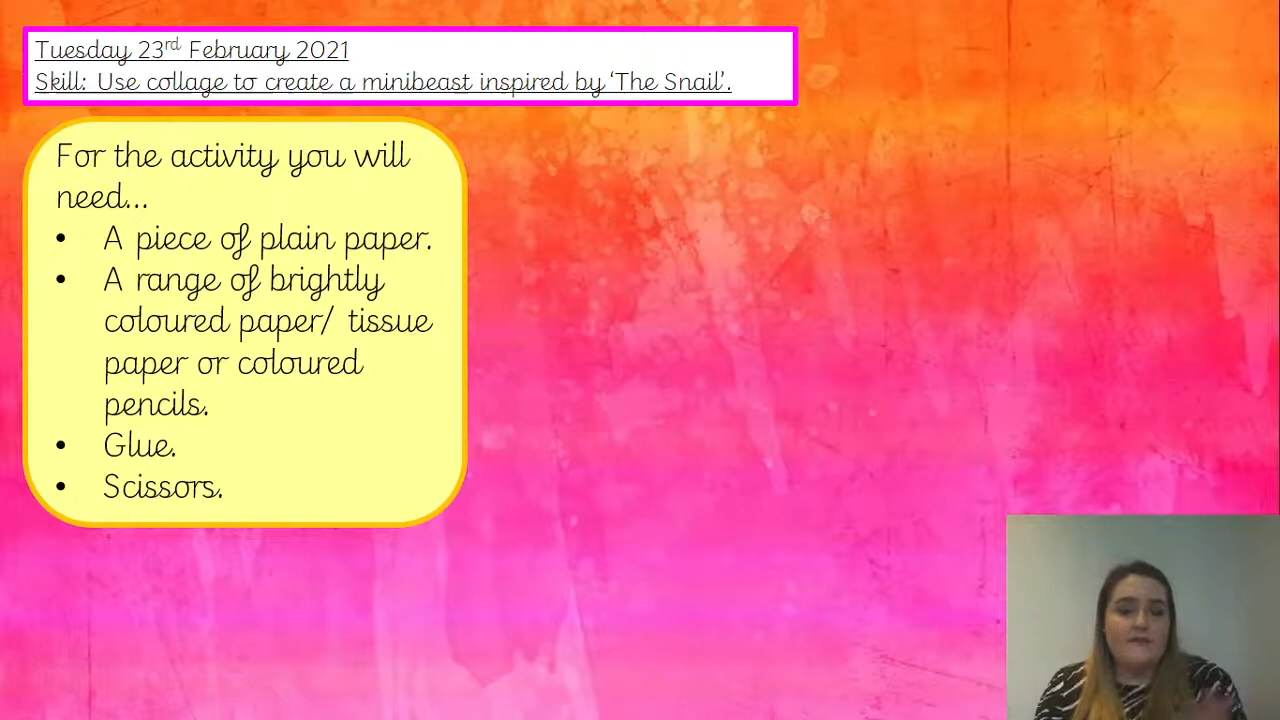 Tuesday 23rd February 2021
Skill: Use collage to create a minibeast inspired by ‘The Snail’.
For the activity you will
need...
• A piece of plain paper.
• A range of brightly
coloured paper/ tissue
paper or coloured
pencils.
• Glue.
• Scissors.